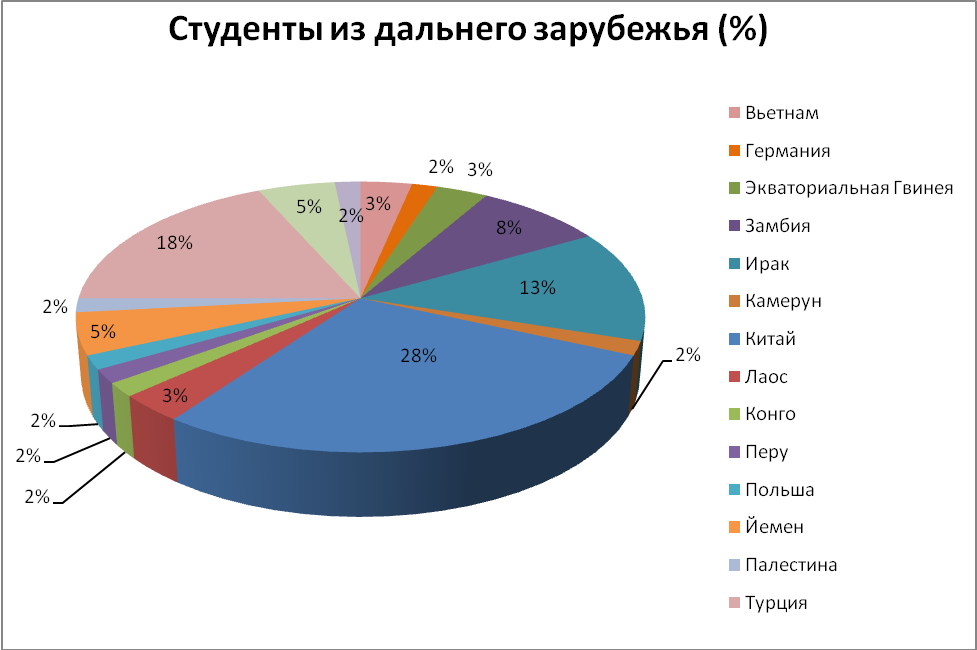 Студенты из дальнего зарубежья (%)
2%
3%
3%
2%
5%
8%
18%
13%
2%
5%
28%
2%
3%
2%
2%
2%
Вьетнам
Германия
Экваториальная Гвинея
Замбия
Ирак
Камерун
Китай
Лаос
Конго
Перу
Польша
Йемен
Палестина
Турция